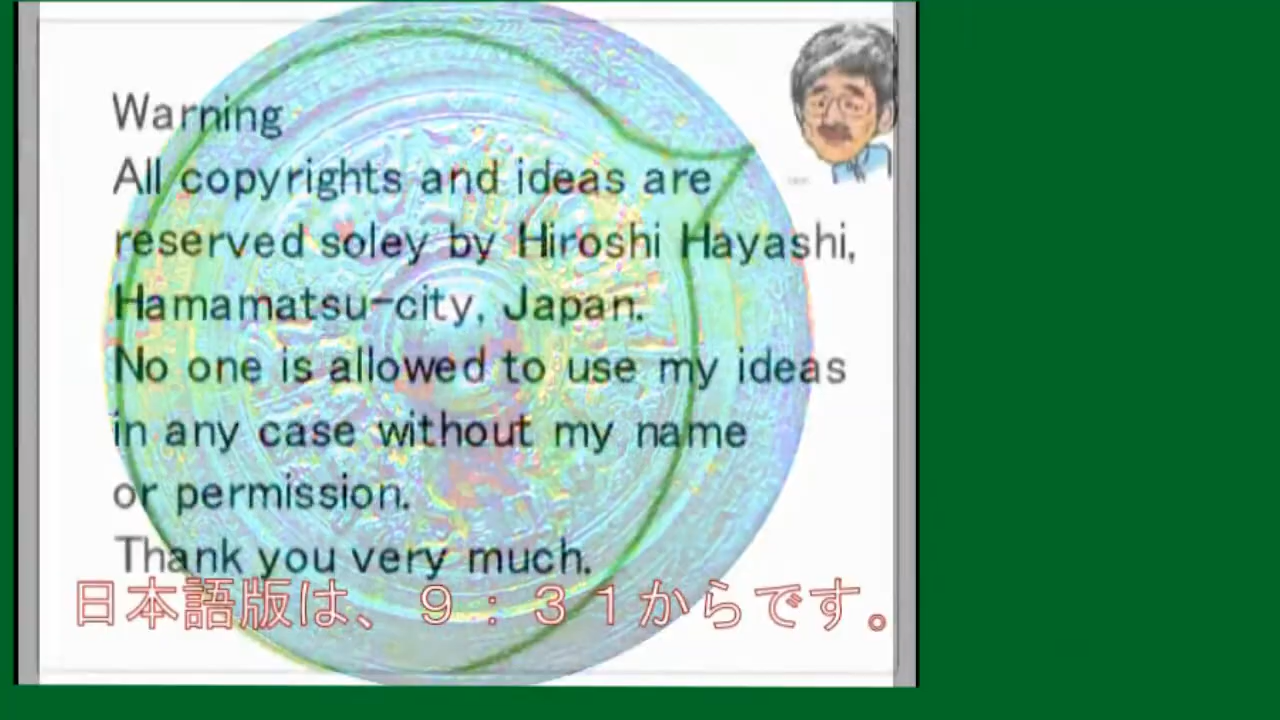 Warning
All copyrights and ideas are
reserved soley by Hiroshi Hayashi,
Hamamatsu-city, Japan.
No one is allowed to use my ideas
in any case without my name
or permission.
Thank you very much.
日本語版は、９：３１からです。